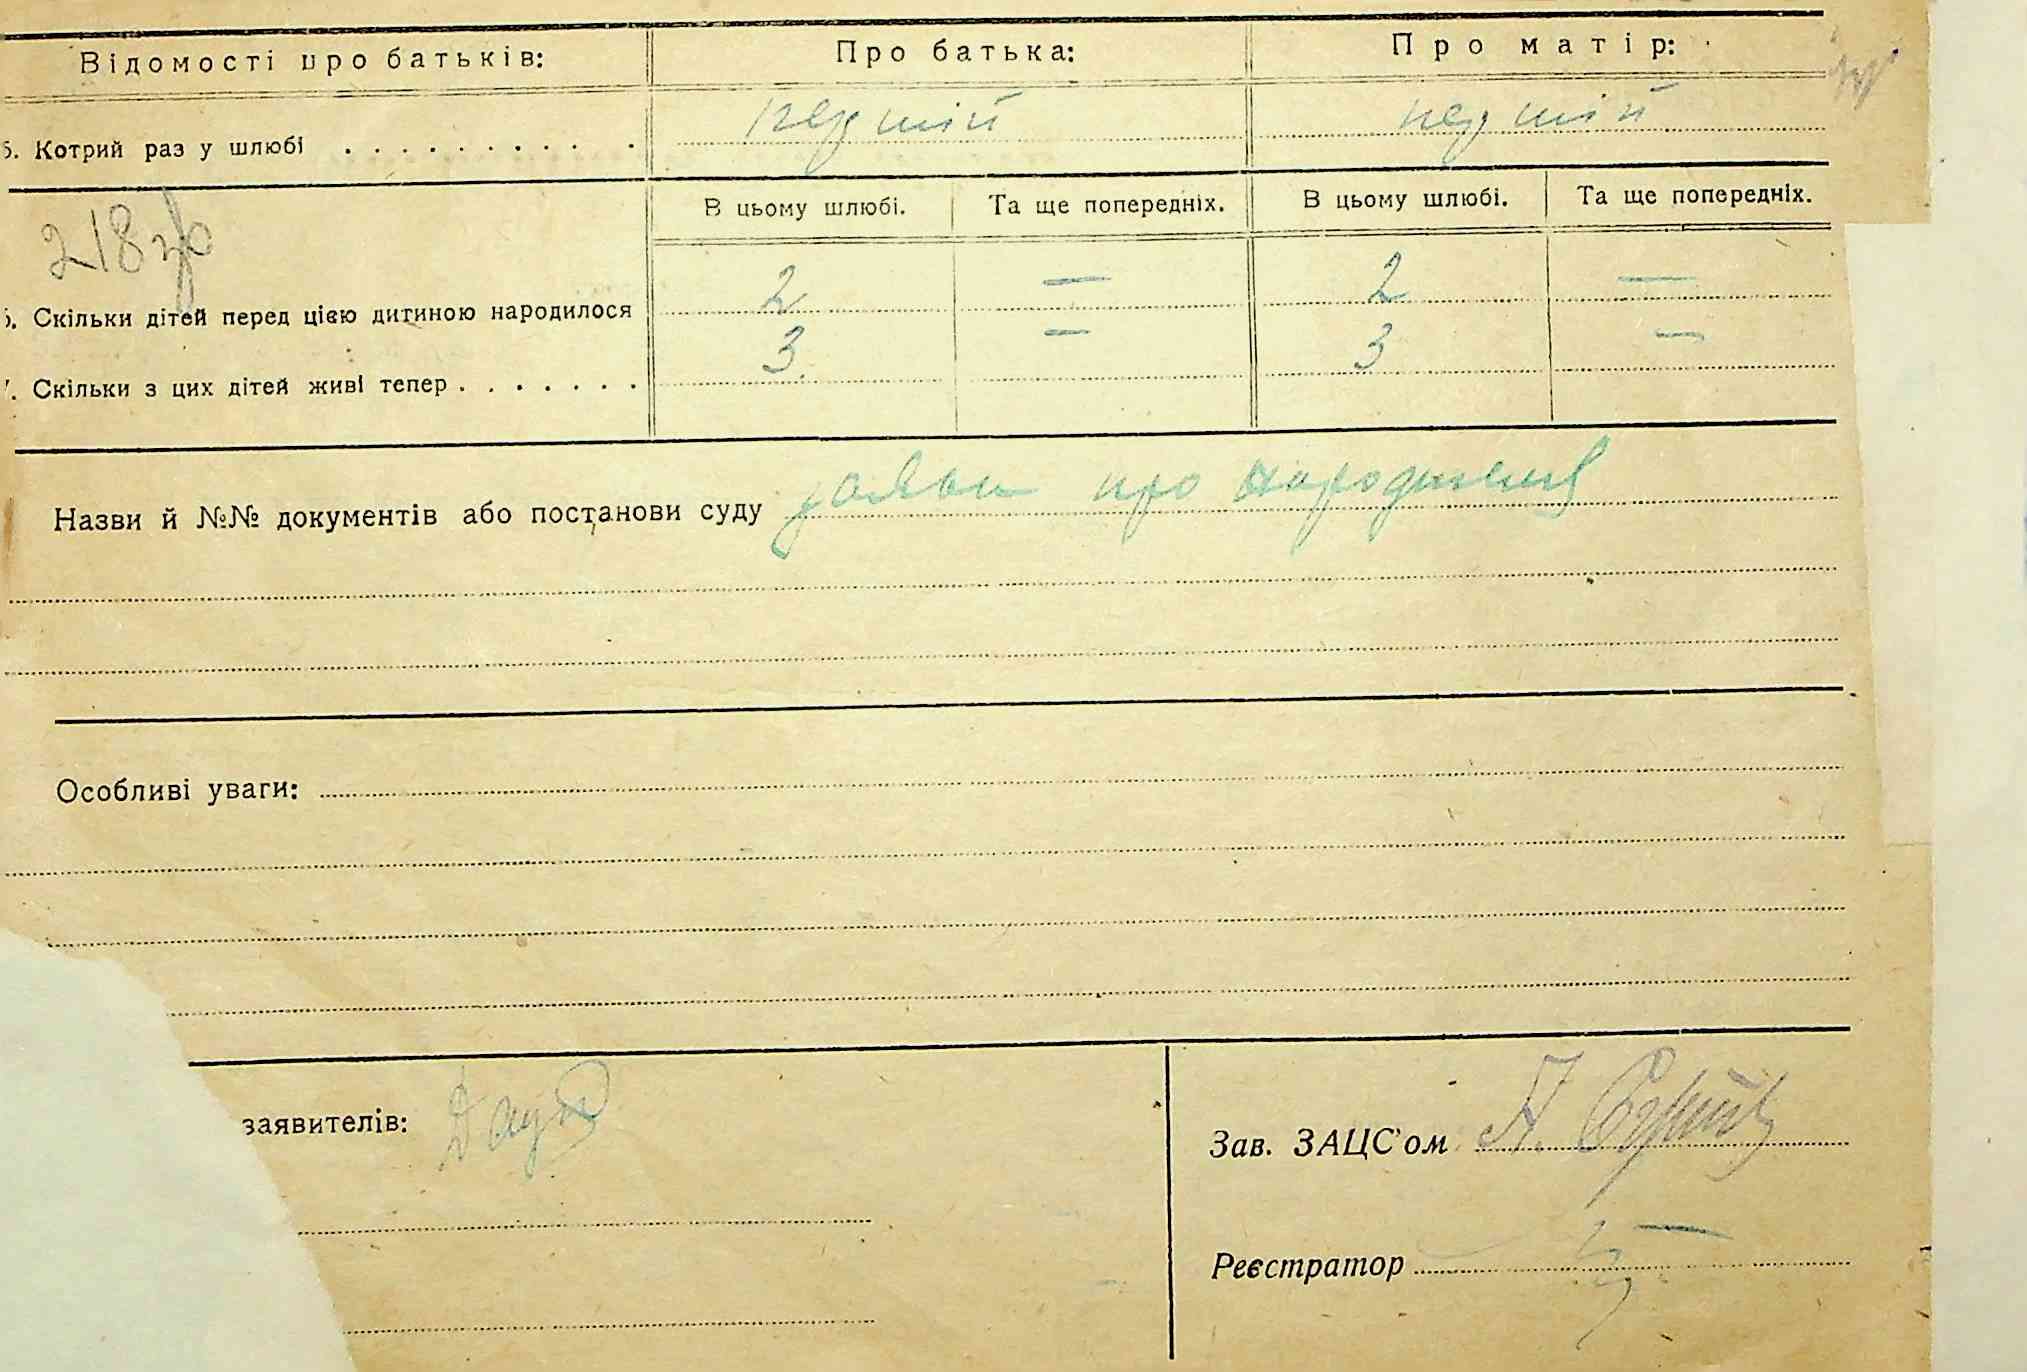 Відомості про батьків: Про батька: Про матір:
5. Котрий раз у шлюбі . . . . . . . . . . перший перший
В цьому шлюбі. Та ще попередніх. В цьому шлюбі. Та ще попередніх.
218
6. Скільки дітей перед цією дитиною народилося 2 — 2 —
7. Скільки з цих дітей живі тепер . . . . . . . 3 — 3 —
Назви й №№ документів або постанови суду заява про народження
Особливі уваги:
заявителів:
Зав. ЗАЦС'ом
Реєстратор